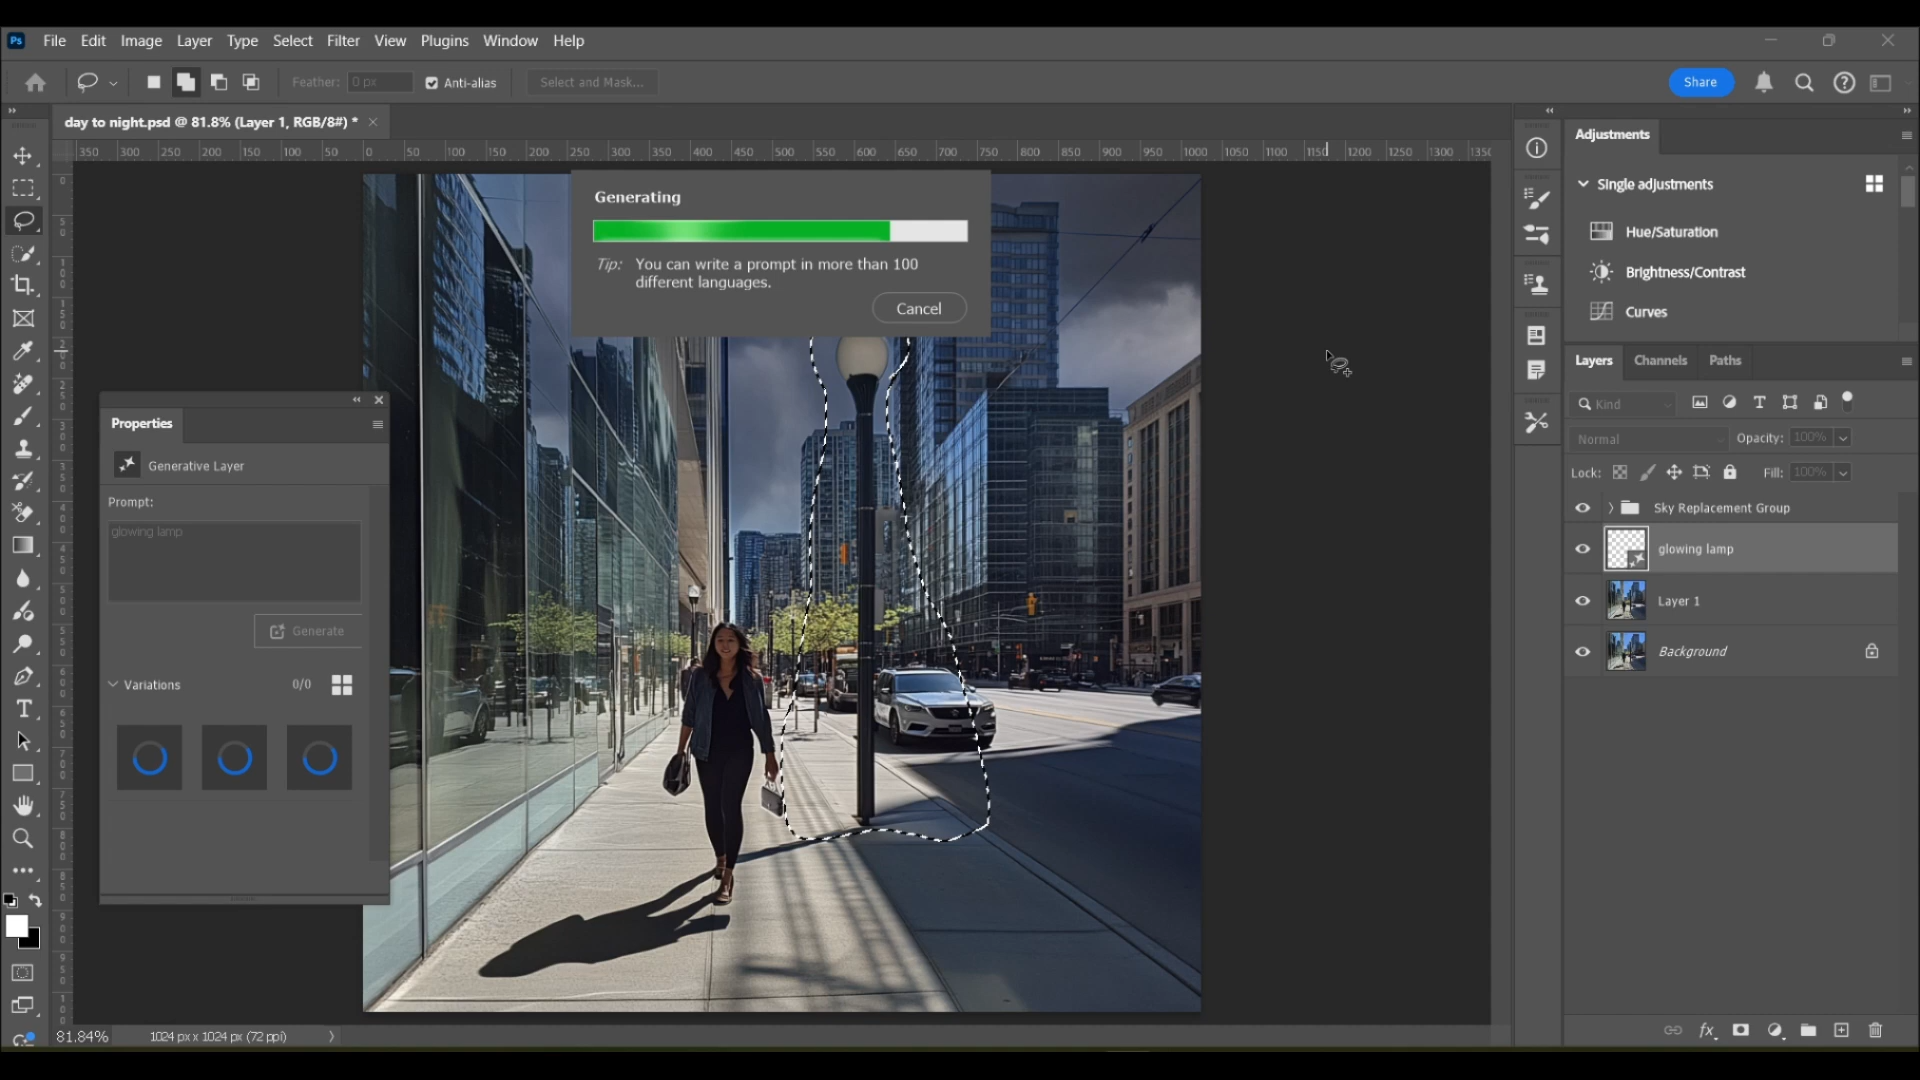 Ps File Edit Image Layer Type Select Filter View Plugins Window Help
Feather: 0 px Anti-alias Select and Mask... Share
day to night.psd @ 81.8% (Layer 1, RGB/8#) *
350 300 250 200 150 100 50 0 50 100 150 200 250 300 350 400 450 500 550 600 650 700 750 800 850 900 950 1000 1050 1100 1150 1200 1250 1300 1350
Generating
Tip: You can write a prompt in more than 100
different languages.
Cancel
Properties
Generative Layer
Prompt:
glowing lamp
Generate
Variations 0/0
Adjustments
Single adjustments
Hue/Saturation
Brightness/Contrast
Curves
Layers Channels Paths
Kind
Normal Opacity: 100%
Lock: Fill: 100%
Sky Replacement Group
glowing lamp
Layer 1
Background
fx
81.84% 1024 px x 1024 px (72 ppi)